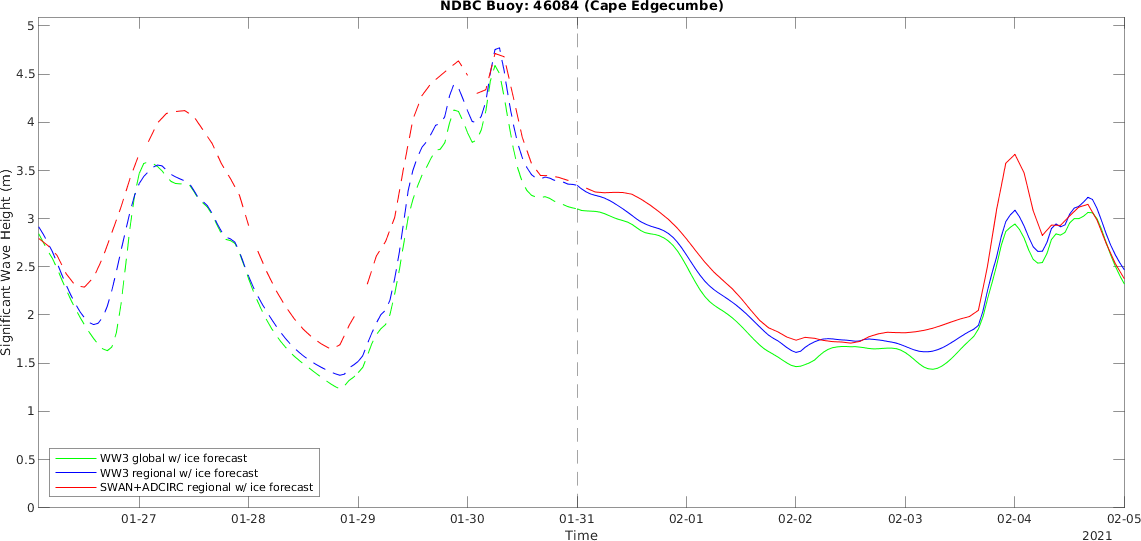 NDBC Buoy: 46084 (Cape Edgecumbe)
5
4.5
4
3.5
3
2.5
2
1.5
1
0.5
0
Significant Wave Height (m)
WW3 global w/ ice forecast
WW3 regional w/ ice forecast
SWAN+ADCIRC regional w/ ice forecast
01-27 01-28 01-29 01-30 01-31 02-01 02-02 02-03 02-04 02-05
Time
2021